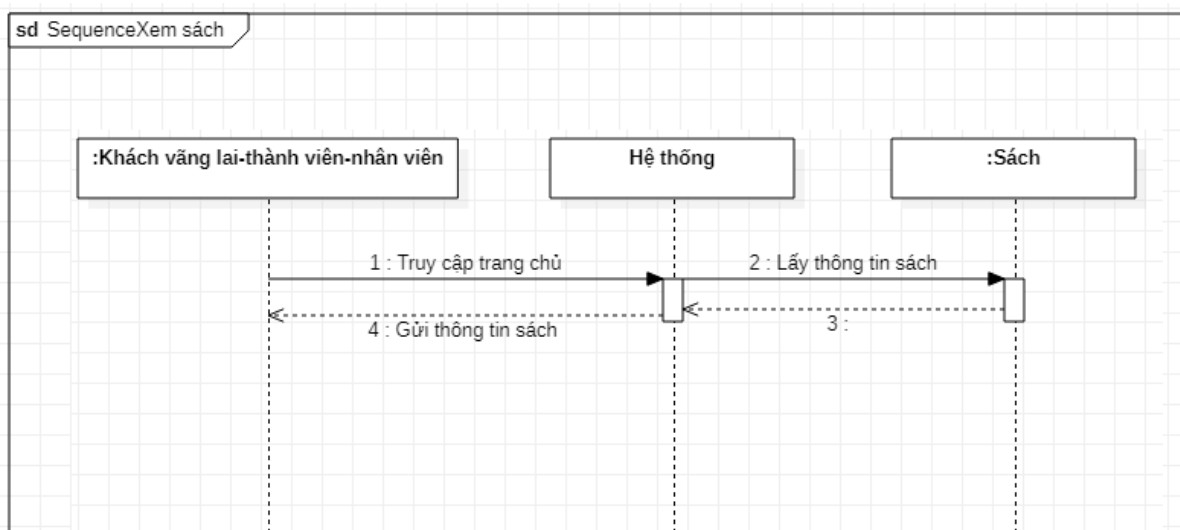 sd SequenceXem sách
:Khách vãng lai-thành viên-nhân viên
Hệ thống
:Sách
1 : Truy cập trang chủ
2 : Lấy thông tin sách
3 :
4 : Gửi thông tin sách